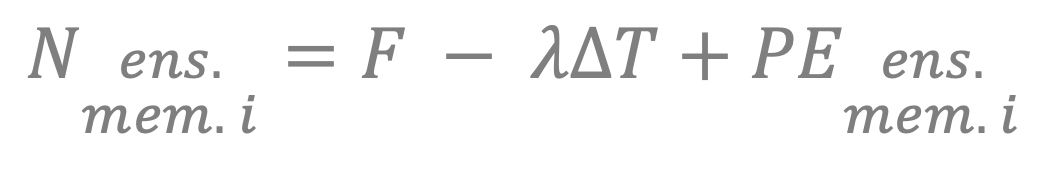 N ens. = F − λΔT + PE ens.
mem. i mem. i